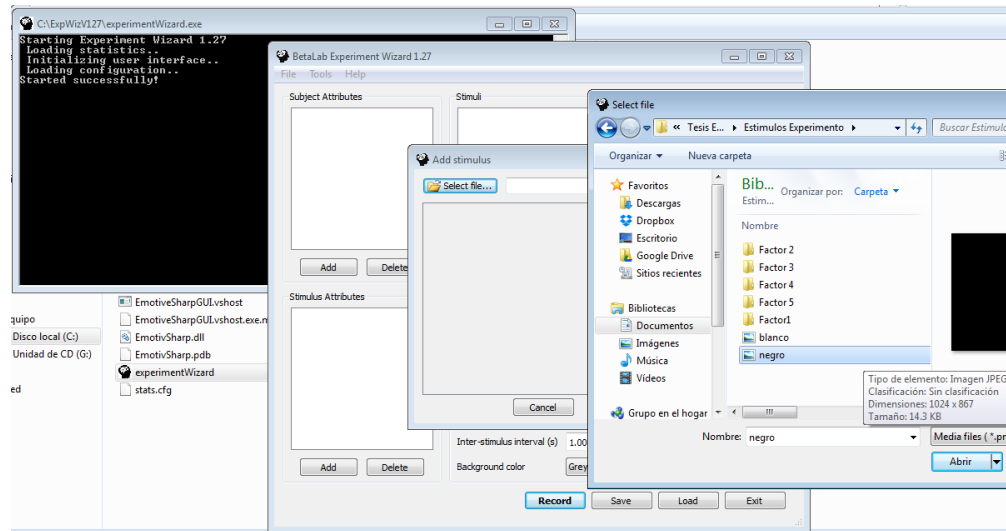 C:\ExpWizV127\experimentWizard.exe
Starting Experiment Wizard 1.27
Loading statistics..
Initializing user interface..
Loading configuration..
Started successfully!
BetaLab Experiment Wizard 1.27
File Tools Help
Subject Attributes
Stimuli
Add
Delete
Stimulus Attributes
Add
Delete
Inter-stimulus interval (s) 1.00
Background color Grey
Record
Save
Load
Exit
Add stimulus
Select file...
Cancel
Select file
« Tesis E... Estimulos Experimento
Buscar Estimulo
Organizar
Nueva carpeta
Favoritos
Descargas
Dropbox
Escritorio
Google Drive
Sitios recientes
Bibliotecas
Documentos
Imágenes
Música
Vídeos
Grupo en el hogar
Bib...
Estim...
Organizar por: Carpeta
Nombre
Factor 2
Factor 3
Factor 4
Factor 5
Factor1
blanco
negro
Tipo de elemento: Imagen JPEG
Clasificación: Sin clasificación
Dimensiones: 1024 x 867
Tamaño: 14.3 KB
Nombre: negro
Media files ( *.pr
Abrir
quipo
Disco local (C:)
Unidad de CD (G:)
ed
EmotiveSharpGUI.vshost
EmotiveSharpGUI.vshost.exe.m
EmotivSharp.dll
EmotivSharp.pdb
experimentWizard
stats.cfg